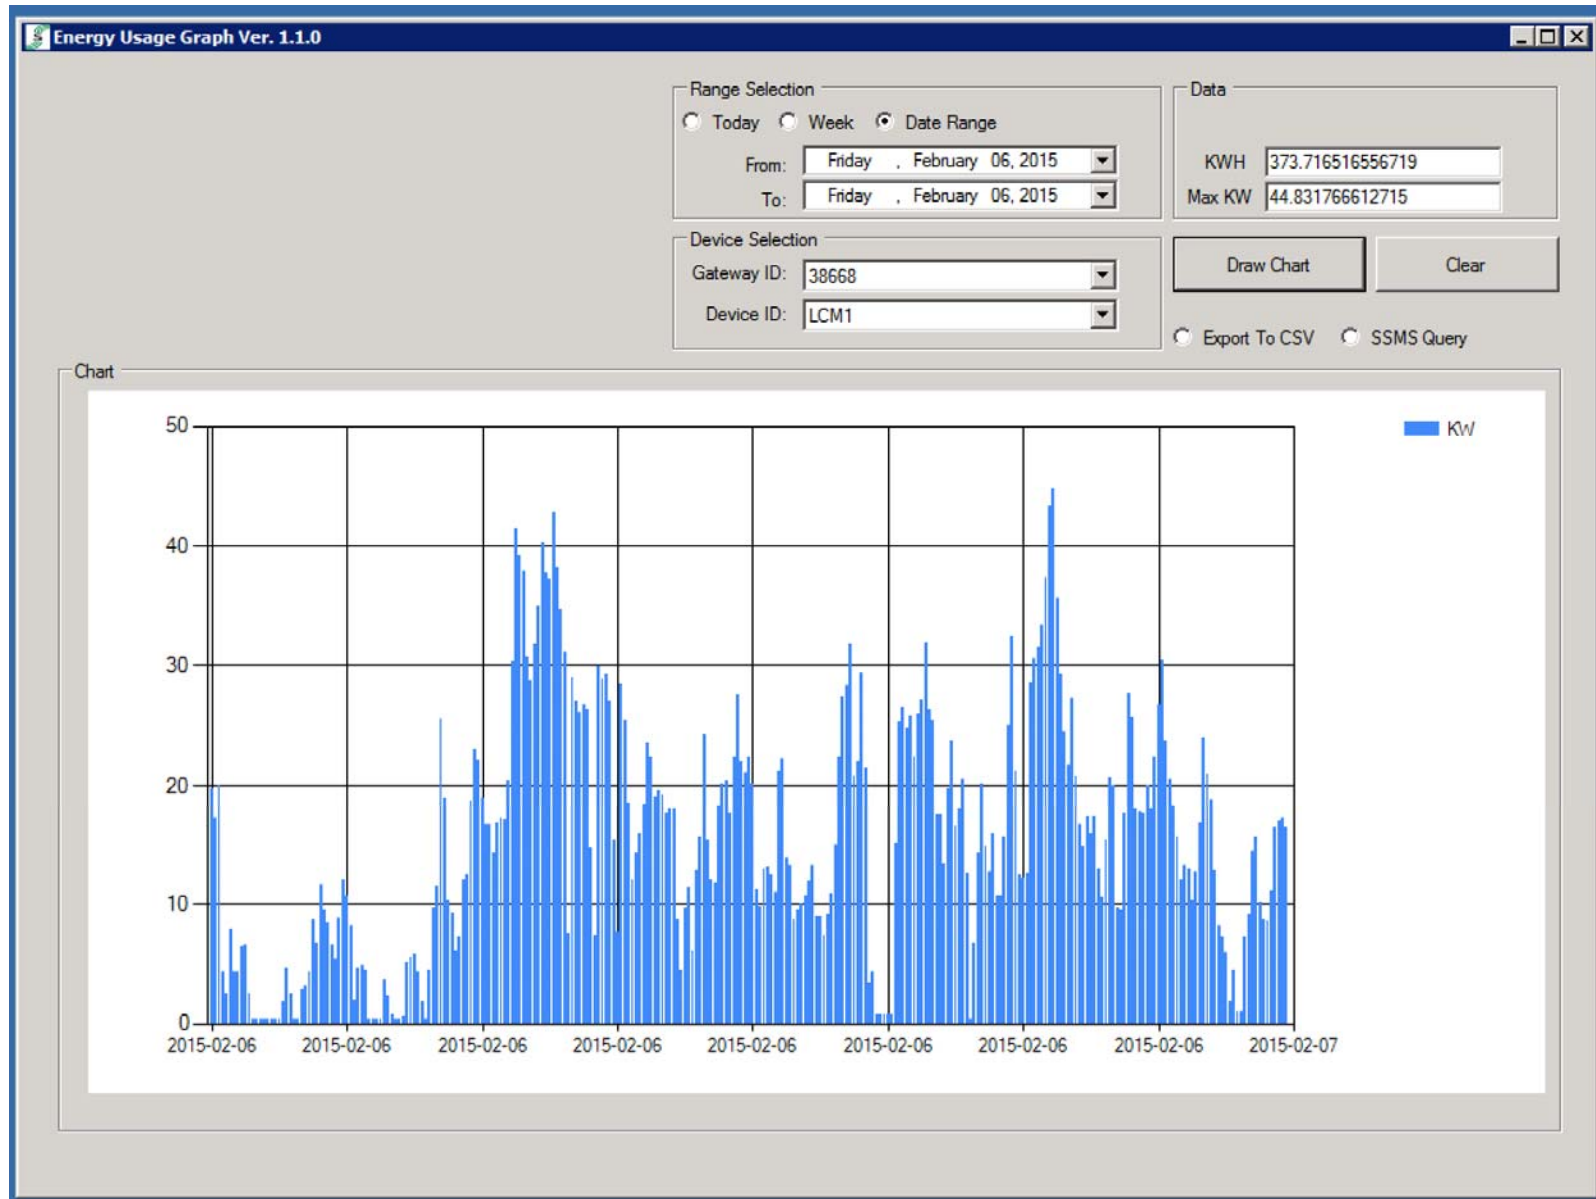 Energy Usage Graph Ver. 1.1.0
Range Selection
Today Week Date Range
From: Friday , February 06, 2015
To: Friday , February 06, 2015
Data
KWH 373.716516556719
Max KW 44.831766612715
Device Selection
Gateway ID: 38668
Device ID: LCM1
Draw Chart Clear
Export To CSV SSMS Query
Chart
KW
50
40
30
20
10
0
2015-02-06 2015-02-06 2015-02-06 2015-02-06 2015-02-06 2015-02-06 2015-02-06 2015-02-06 2015-02-07